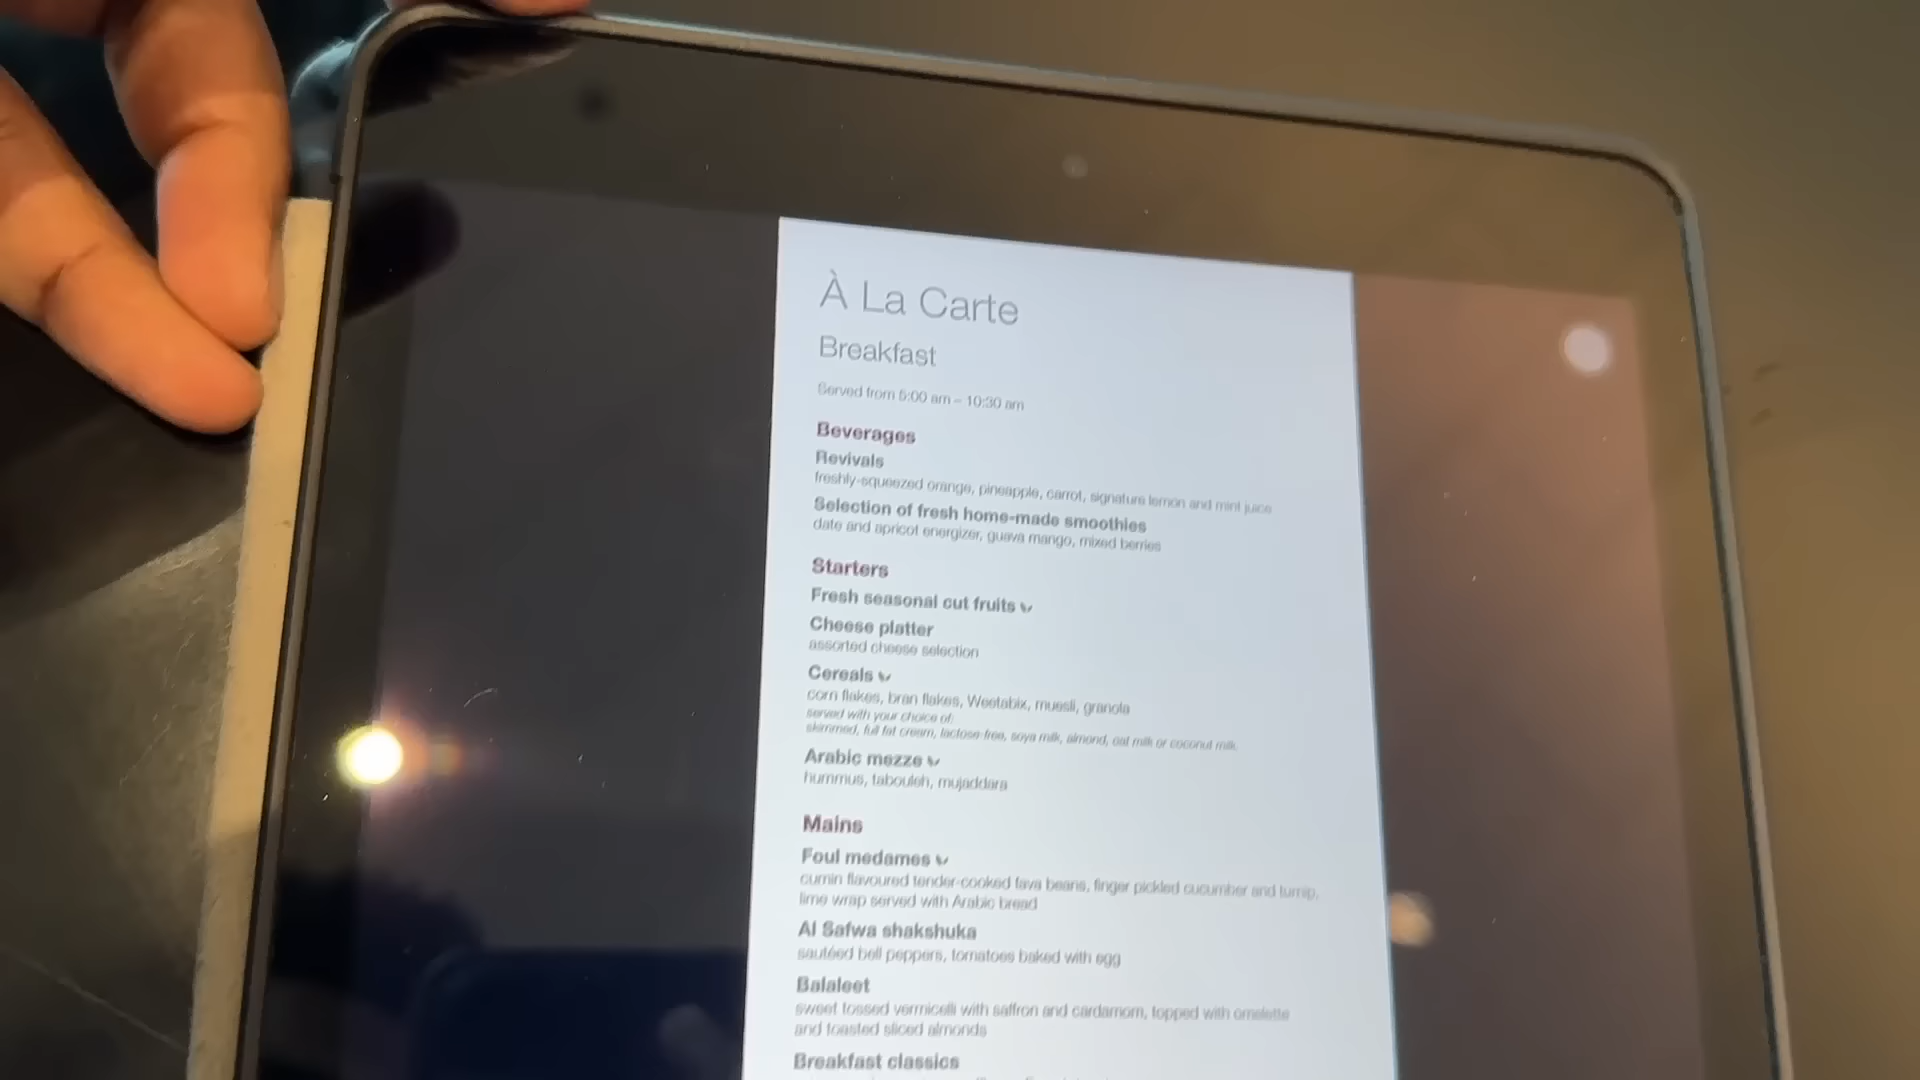 À La Carte
Breakfast
Served from 5:00 am – 10:30 am
Beverages
Revivals
freshly-squeezed orange, pineapple, carrot, signature lemon and mint juice
Selection of fresh home-made smoothies
date and apricot energizer, guava mango, mixed berries
Starters
Fresh seasonal cut fruits
Cheese platter
assorted cheese selection
Cereals
corn flakes, bran flakes, Weetabix, muesli, granola
served with your choice of:
skimmed, full fat cream, lactose-free, soya milk, almond, oat milk or coconut milk
Arabic mezze
hummus, tabouleh, mujaddara
Mains
Foul medames
cumin flavoured tender-cooked fava beans, finger pickled cucumber and turnip,
lime wrap served with Arabic bread
Al Safwa shakshuka
sautéed bell peppers, tomatoes baked with egg
Balaleet
sweet tossed vermicelli with saffron and cardamom, topped with omelette
and toasted sliced almonds
Breakfast classics